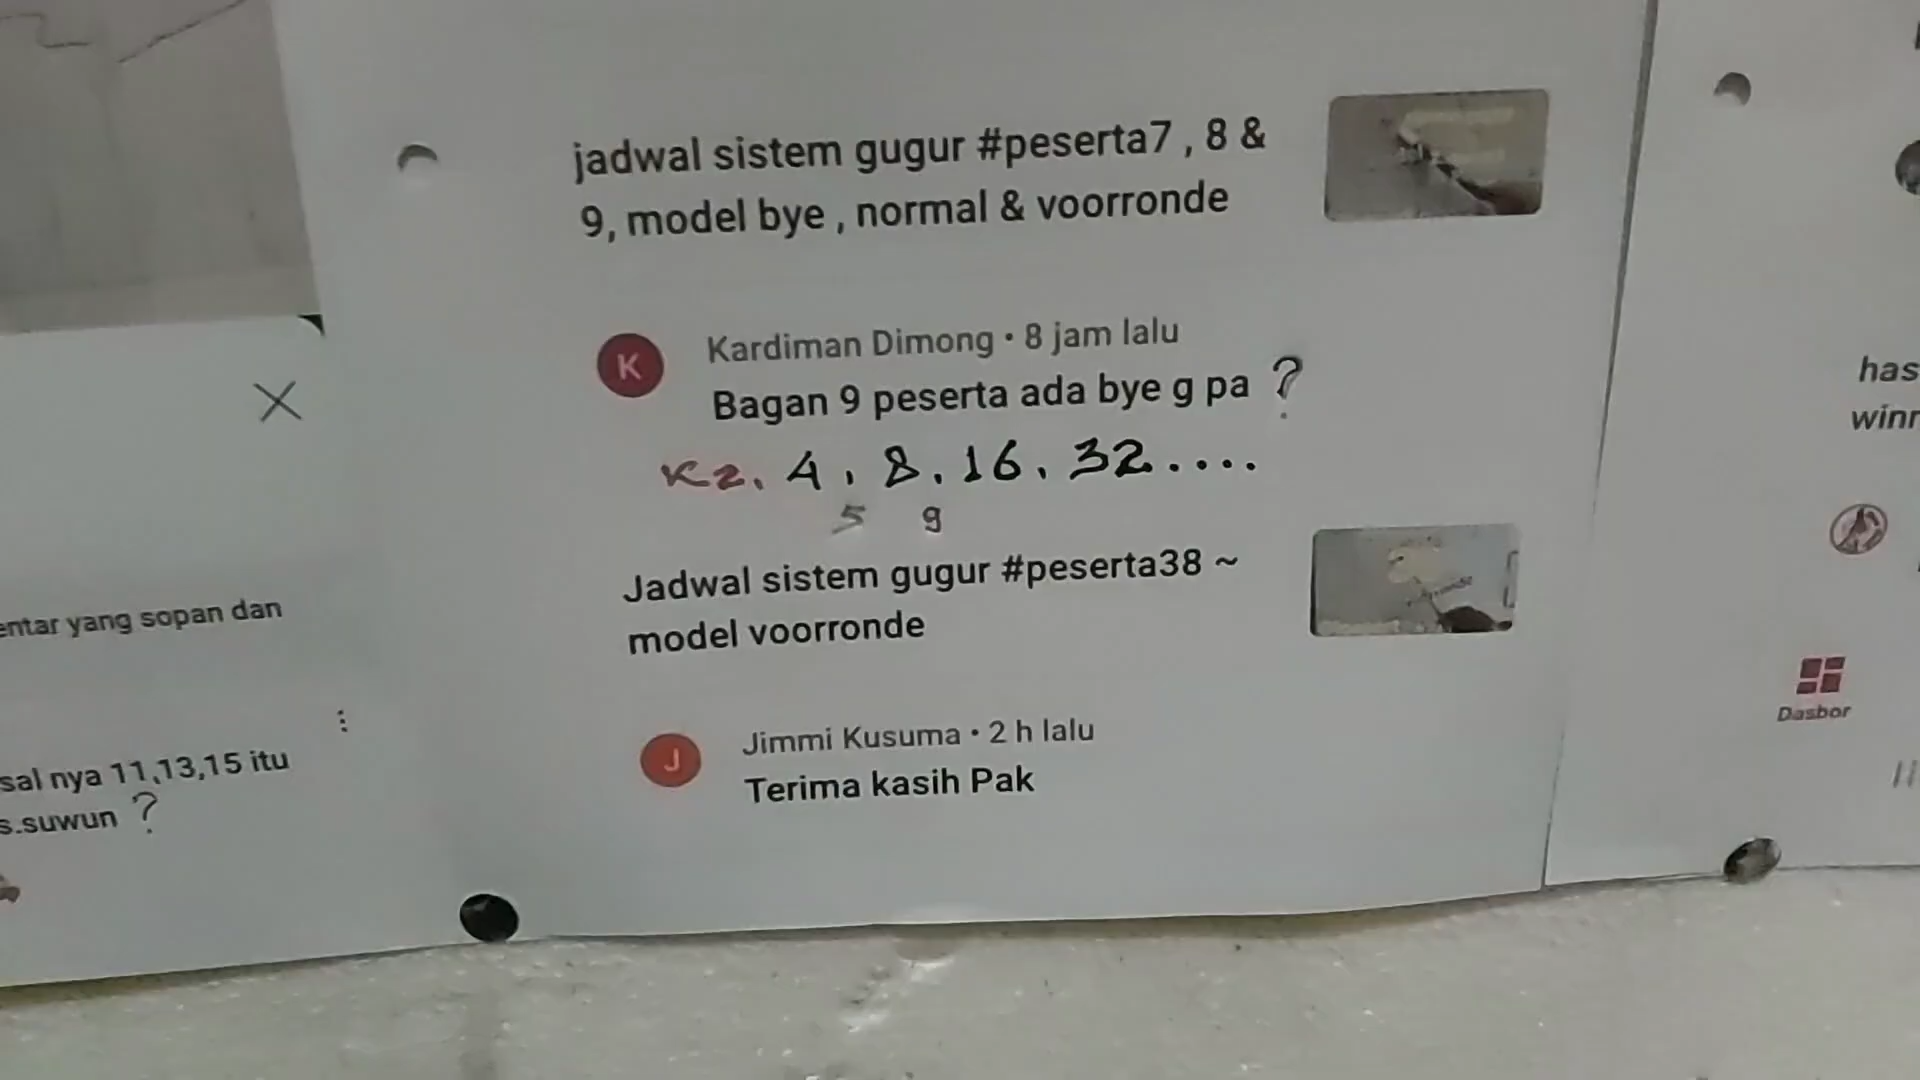 jadwal sistem gugur #peserta7 , 8 &
9, model bye , normal & voorronde
K
Kardiman Dimong • 8 jam lalu
Bagan 9 peserta ada bye g pa ?
K2. 4 , 8 . 16 . 32 . . . .
5 9
Jadwal sistem gugur #peserta38 ~
model voorronde
J
Jimmi Kusuma • 2 h lalu
Terima kasih Pak
entar yang sopan dan
sal nya 11,13,15 itu
s.suwun ?
has
winr
Dasbor